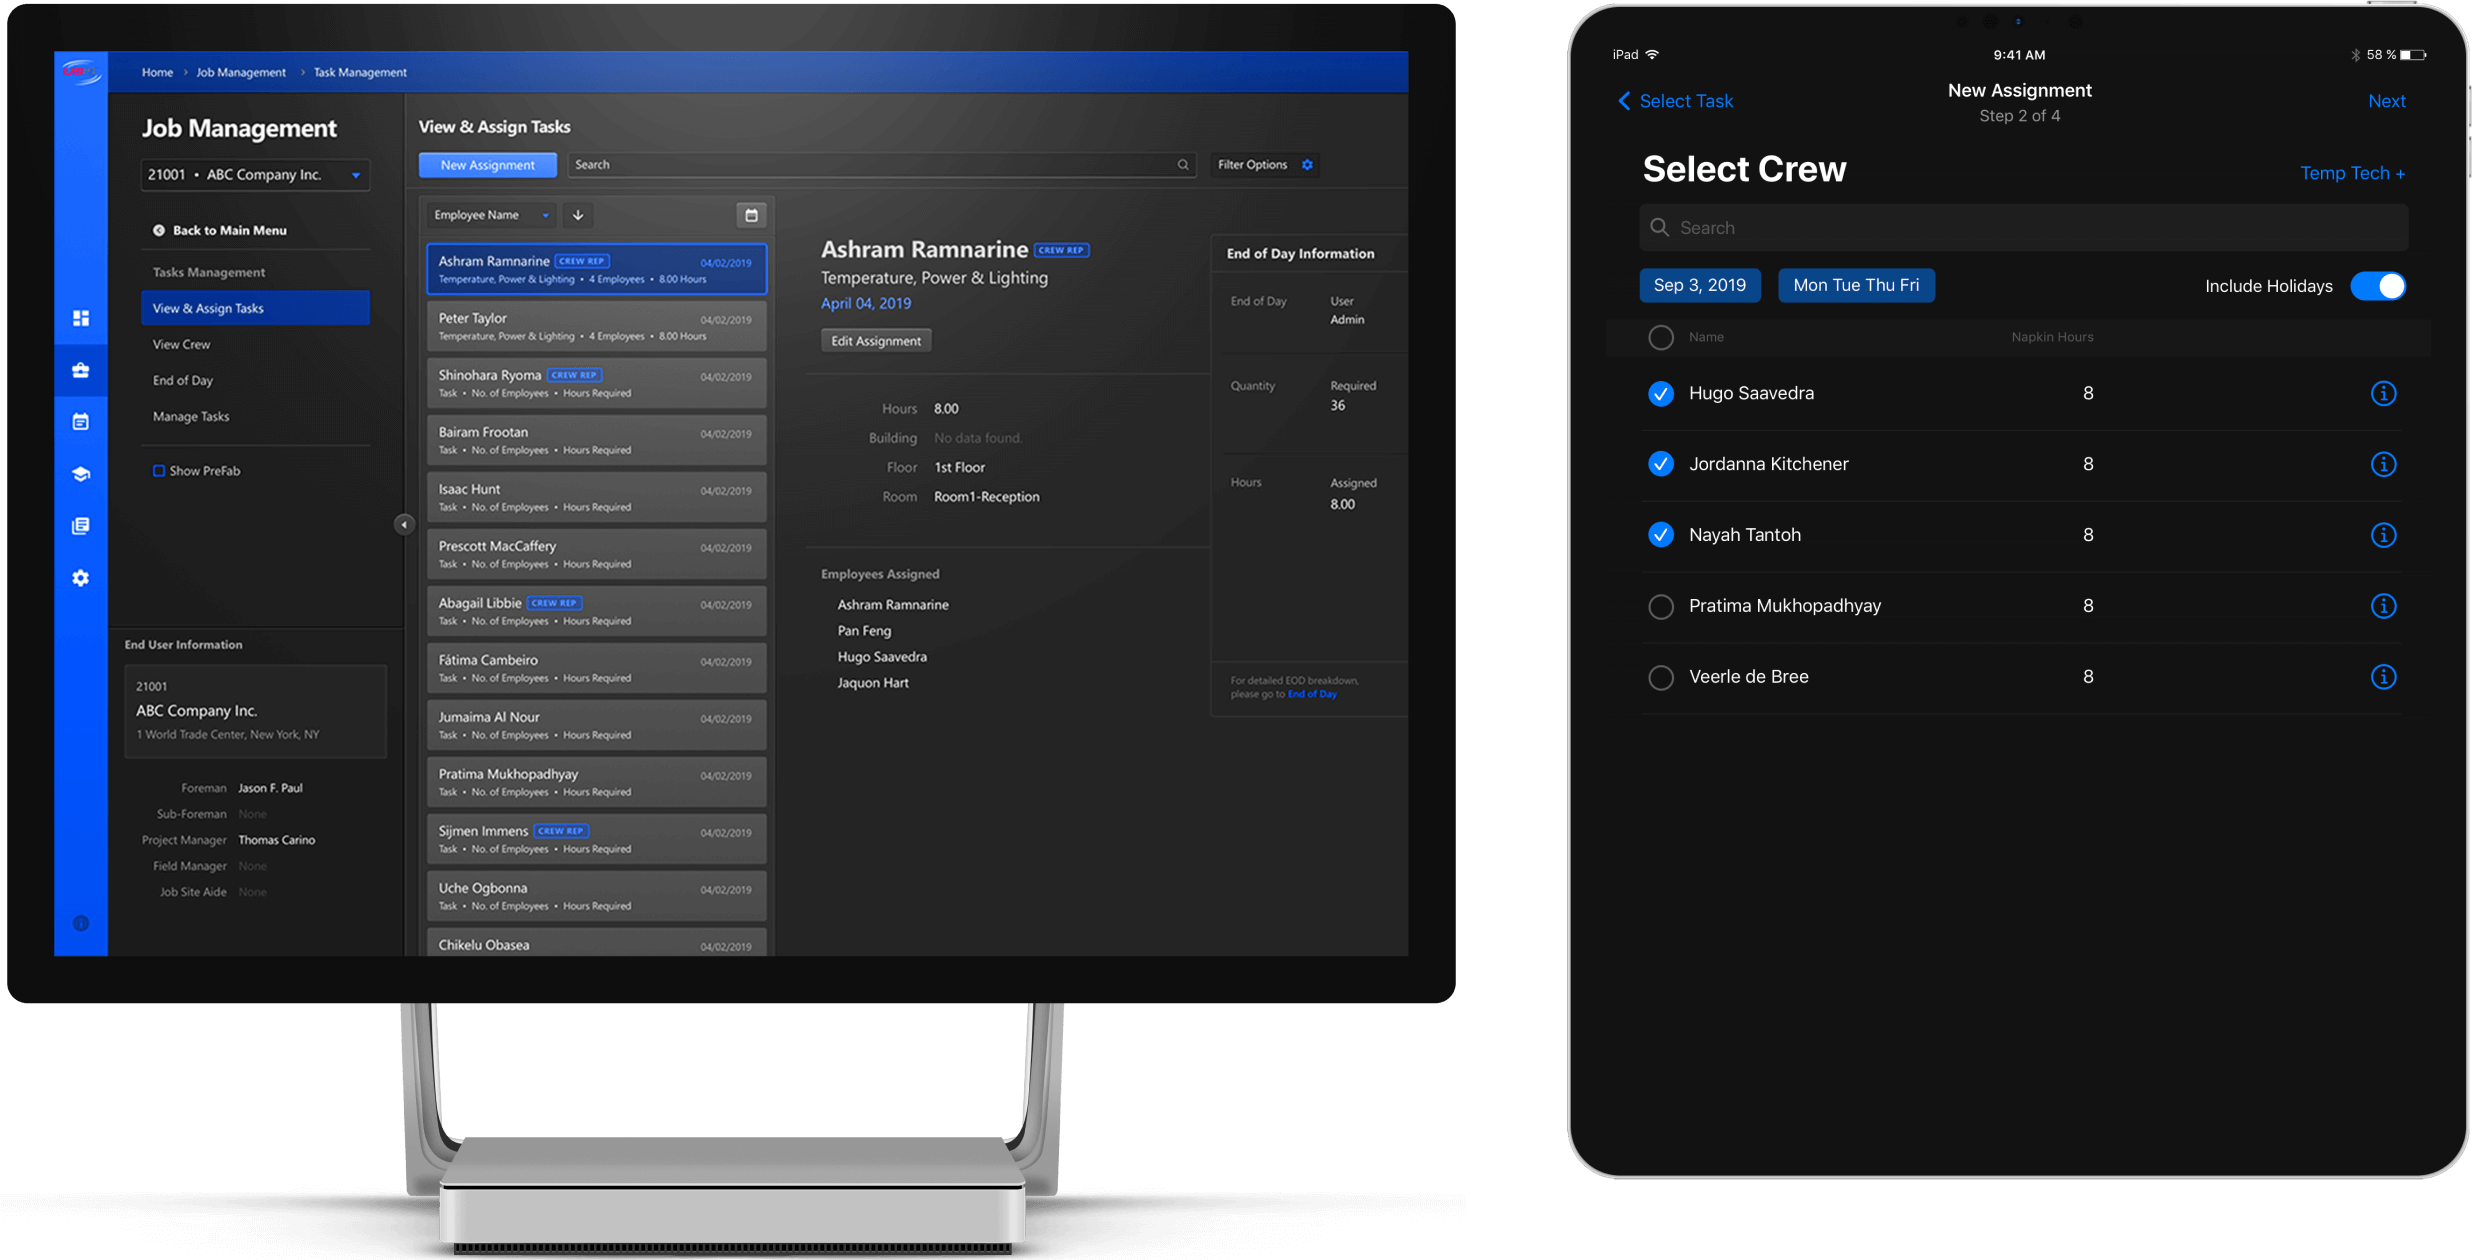 Home › Job Management › Task Management
Job Management
21001 • ABC Company Inc.
Back to Main Menu
Tasks Management
View & Assign Tasks
View Crew
End of Day
Manage Tasks
Show PreFab
End User Information
21001
ABC Company Inc.
1 World Trade Center, New York, NY
Foreman Jason F. Paul
Sub-Foreman None
Project Manager Thomas Carino
Field Manager None
Job Site Aide None
View & Assign Tasks
New Assignment
Search
Filter Options
Employee Name
Ashram Ramnarine CREW REP 04/02/2019
Temperature, Power & Lighting • 4 Employees • 8.00 Hours
Peter Taylor 04/02/2019
Temperature, Power & Lighting • 4 Employees • 8.00 Hours
Shinohara Ryoma CREW REP 04/02/2019
Task • No. of Employees • Hours Required
Bairam Frootan 04/02/2019
Task • No. of Employees • Hours Required
Isaac Hunt 04/02/2019
Task • No. of Employees • Hours Required
Prescott MacCaffery 04/02/2019
Task • No. of Employees • Hours Required
Abagail Libbie CREW REP 04/02/2019
Task • No. of Employees • Hours Required
Fátima Cambeiro 04/02/2019
Task • No. of Employees • Hours Required
Jumaima Al Nour 04/02/2019
Task • No. of Employees • Hours Required
Pratima Mukhopadhyay 04/02/2019
Task • No. of Employees • Hours Required
Sijmen Immens CREW REP 04/02/2019
Task • No. of Employees • Hours Required
Uche Ogbonna 04/02/2019
Task • No. of Employees • Hours Required
Chikelu Obasea 04/02/2019
Ashram Ramnarine CREW REP
Temperature, Power & Lighting
April 04, 2019
Edit Assignment
Hours 8.00
Building No data found.
Floor 1st Floor
Room Room1-Reception
Employees Assigned
Ashram Ramnarine
Pan Feng
Hugo Saavedra
Jaquon Hart
End of Day Information
End of Day User
Admin
Quantity Required
36
Hours Assigned
8.00
For detailed EOD breakdown,
please go to End of Day
iPad 9:41 AM 58 %
Select Task New Assignment Next
Step 2 of 4
Select Crew Temp Tech +
Search
Sep 3, 2019 Mon Tue Thu Fri Include Holidays
Name Napkin Hours
Hugo Saavedra 8
Jordanna Kitchener 8
Nayah Tantoh 8
Pratima Mukhopadhyay 8
Veerle de Bree 8